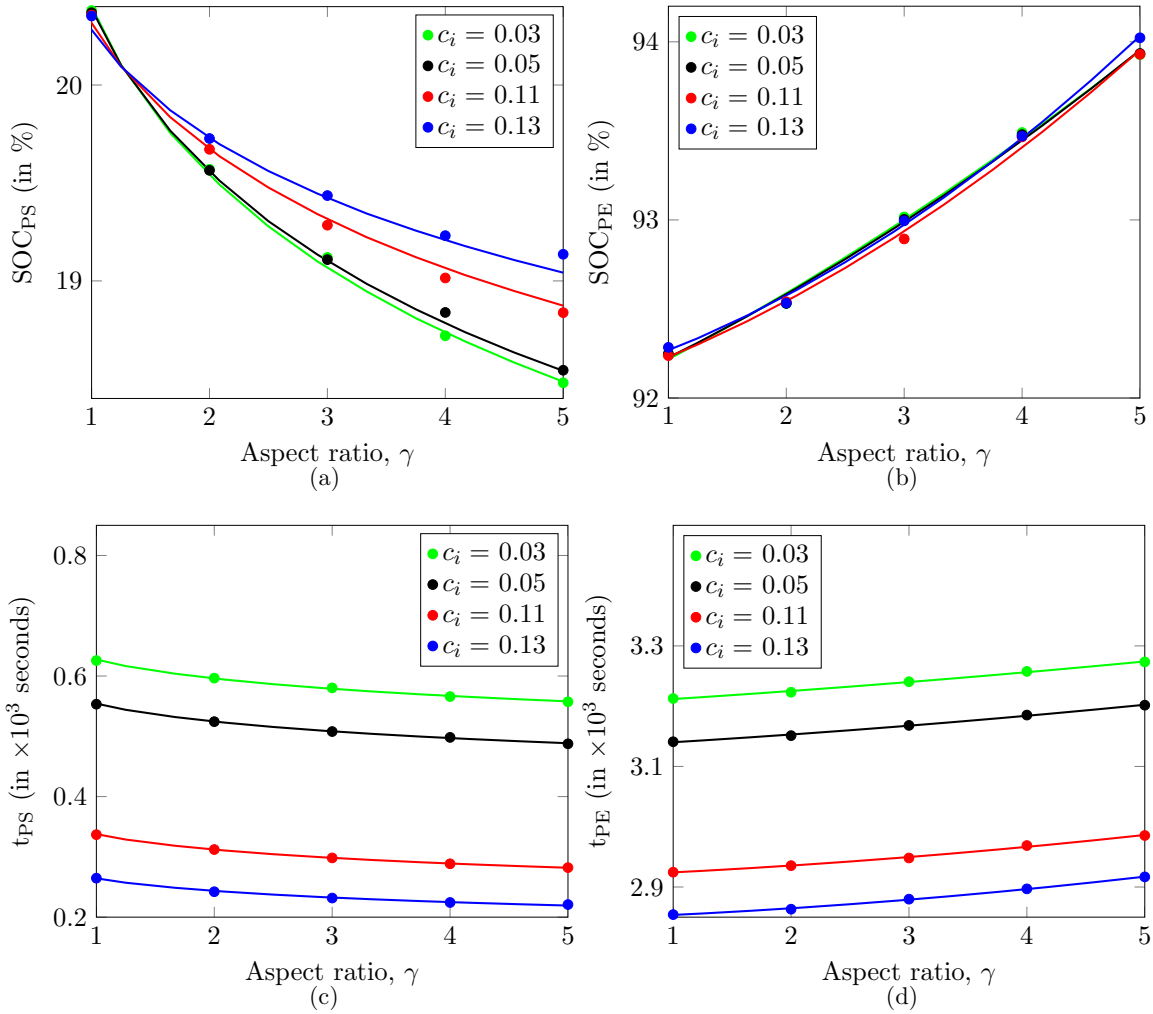 20
19
SOC_PS (in %)
c_i = 0.03
c_i = 0.05
c_i = 0.11
c_i = 0.13
1 2 3 4 5
Aspect ratio, γ
(a)
94
93
92
SOC_PE (in %)
c_i = 0.03
c_i = 0.05
c_i = 0.11
c_i = 0.13
1 2 3 4 5
Aspect ratio, γ
(b)
0.8
0.6
0.4
0.2
t_PS (in ×10³ seconds)
c_i = 0.03
c_i = 0.05
c_i = 0.11
c_i = 0.13
1 2 3 4 5
Aspect ratio, γ
(c)
3.3
3.1
2.9
t_PE (in ×10³ seconds)
c_i = 0.03
c_i = 0.05
c_i = 0.11
c_i = 0.13
1 2 3 4 5
Aspect ratio, γ
(d)